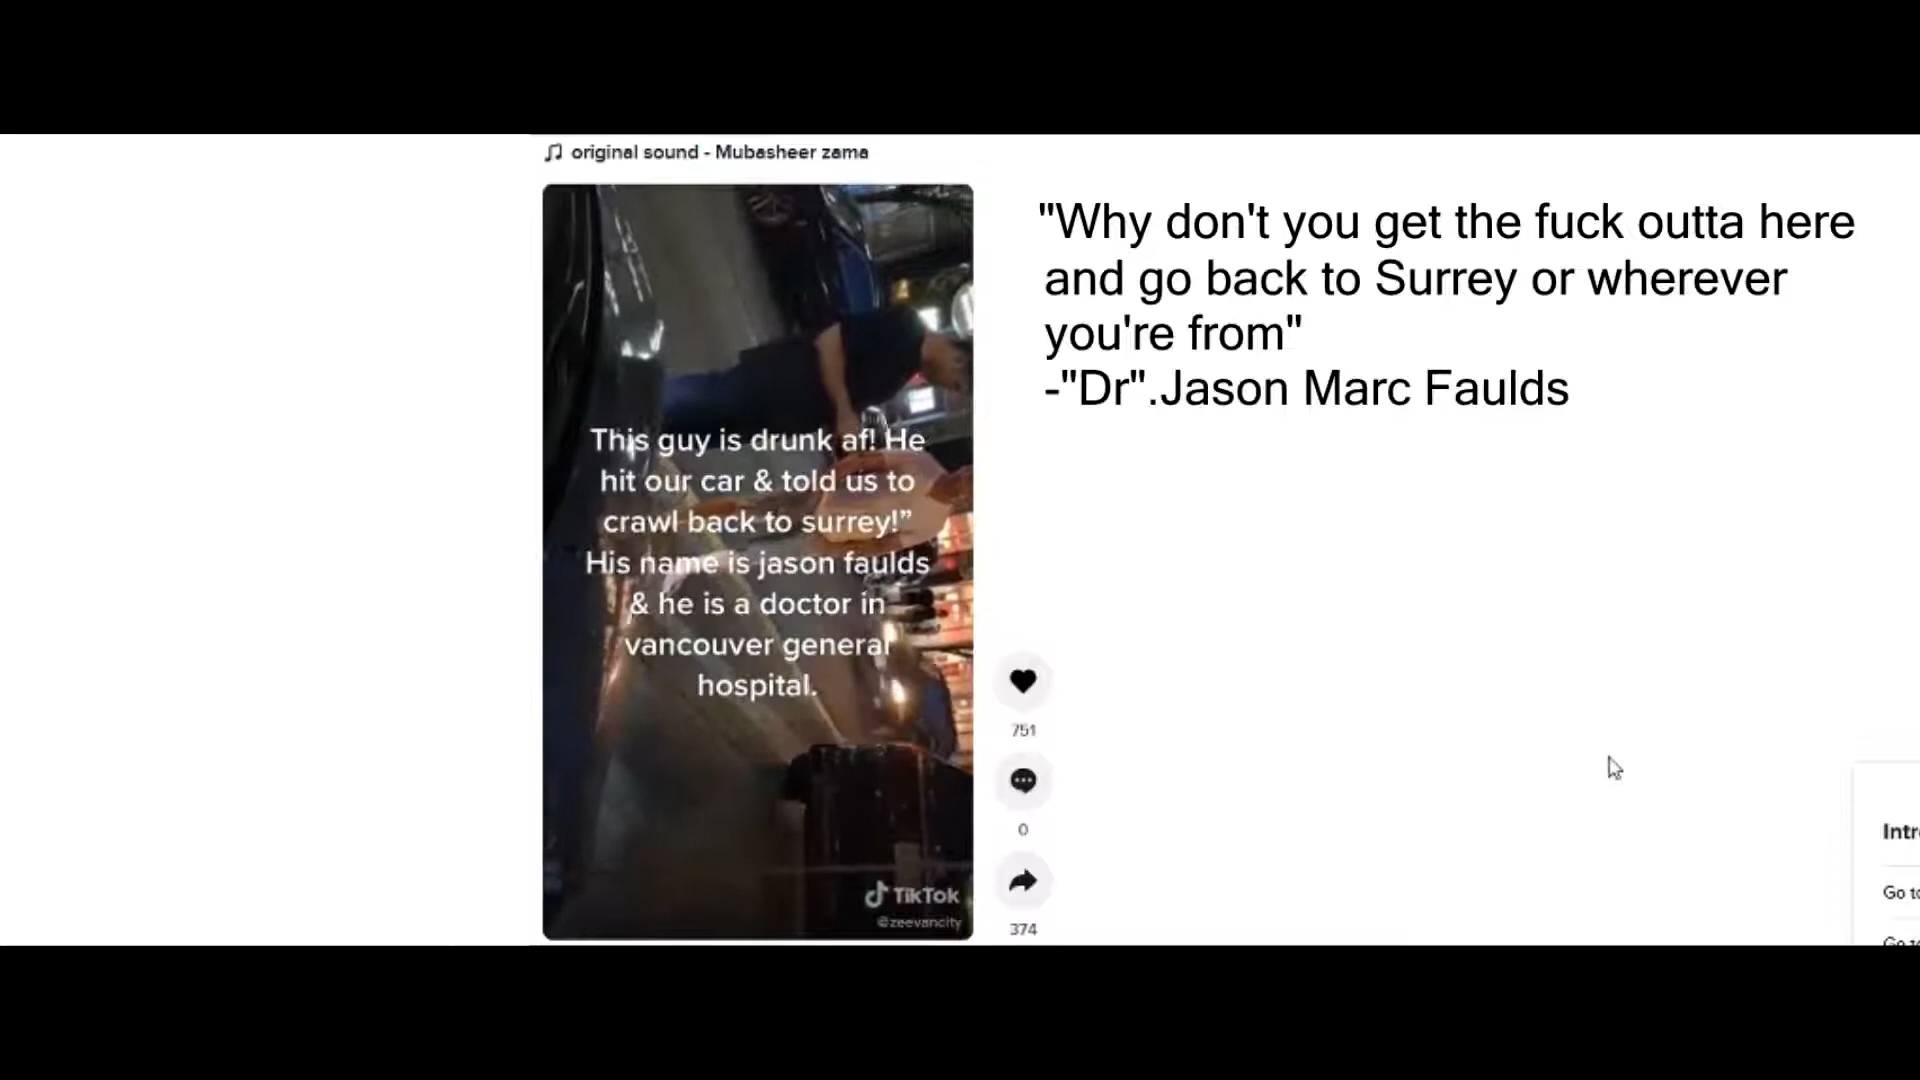 original sound - Mubasheer zama
"Why don't you get the fuck outta here
and go back to Surrey or wherever
you're from"
-"Dr".Jason Marc Faulds
This guy is drunk af! He
hit our car & told us to
crawl back to surrey!”
His name is jason faulds
& he is a doctor in
vancouver general
hospital.
751
0
374
TikTok
@zeevancity
Go to